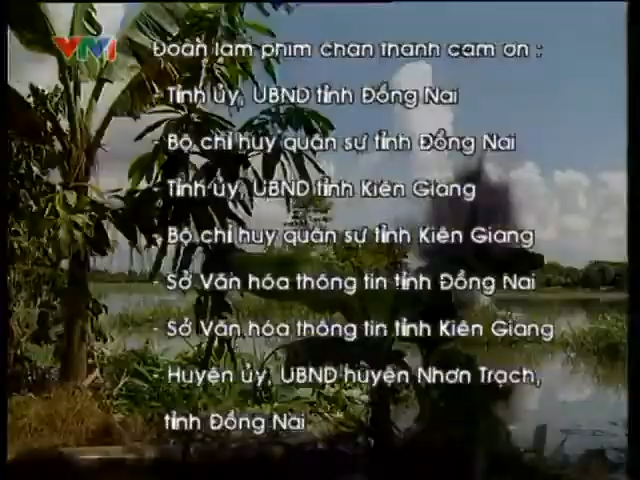 VTV1
Đoàn làm phim chân thành cảm ơn :
- Tỉnh ủy, UBND tỉnh Đồng Nai
- Bộ chỉ huy quân sự tỉnh Đồng Nai
- Tỉnh ủy, UBND tỉnh Kiên Giang
- Bộ chỉ huy quân sự tỉnh Kiên Giang
- Sở Văn hóa thông tin tỉnh Đồng Nai
- Sở Văn hóa thông tin tỉnh Kiên Giang
- Huyện ủy, UBND huyện Nhơn Trạch,
tỉnh Đồng Nai